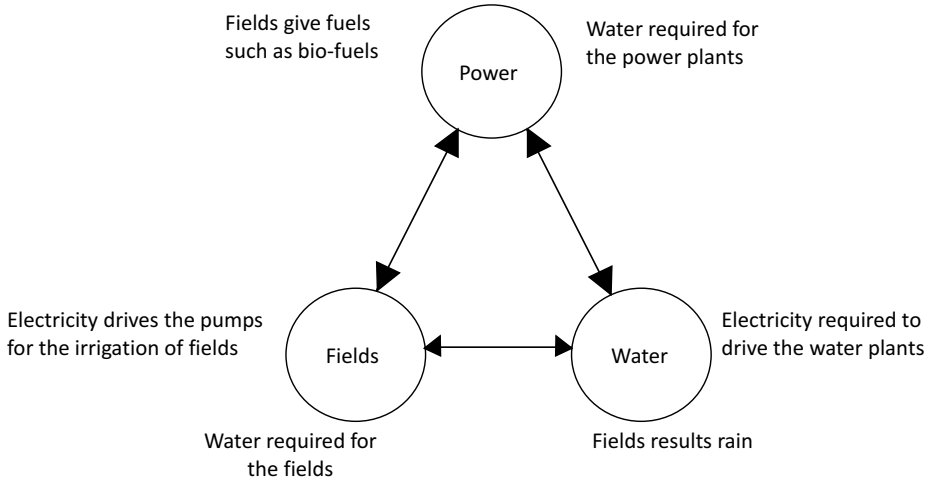 Fields give fuels
such as bio-fuels
Water required for
the power plants
Power
Electricity drives the pumps
for the irrigation of fields
Fields
Water
Electricity required to
drive the water plants
Water required for
the fields
Fields results rain